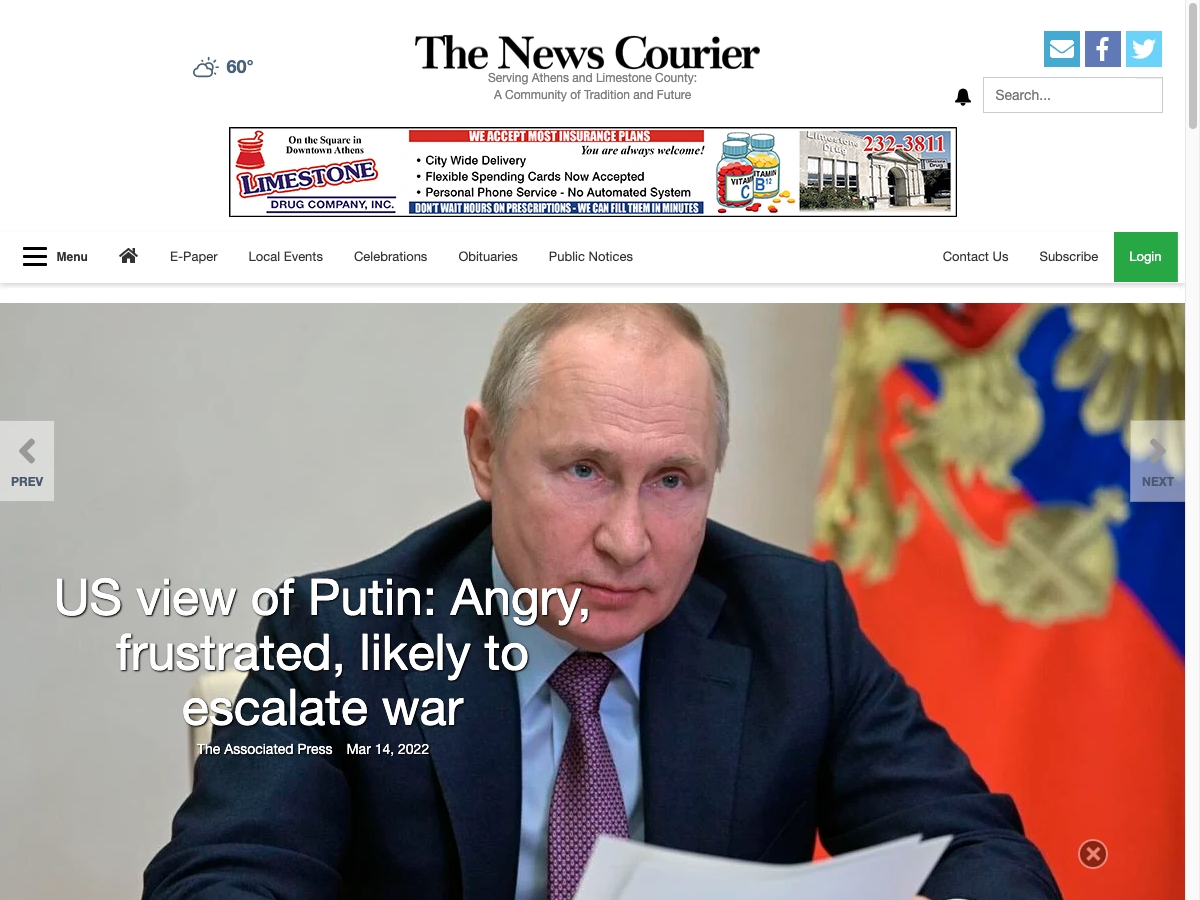 The News Courier
Serving Athens and Limestone County:
A Community of Tradition and Future
60°
Search...
On the Square in
Downtown Athens
LIMESTONE
DRUG COMPANY, INC.
WE ACCEPT MOST INSURANCE PLANS
You are always welcome!
• City Wide Delivery
• Flexible Spending Cards Now Accepted
• Personal Phone Service - No Automated System
DON'T WAIT HOURS ON PRESCRIPTIONS - WE CAN FILL THEM IN MINUTES
VITAMIN
C
VITAMIN
B12
Limestone
Drug
232-3811
Limestone
Drug
Menu
E-Paper
Local Events
Celebrations
Obituaries
Public Notices
Contact Us
Subscribe
Login
PREV
NEXT
US view of Putin: Angry,
frustrated, likely to
escalate war
The Associated Press Mar 14, 2022